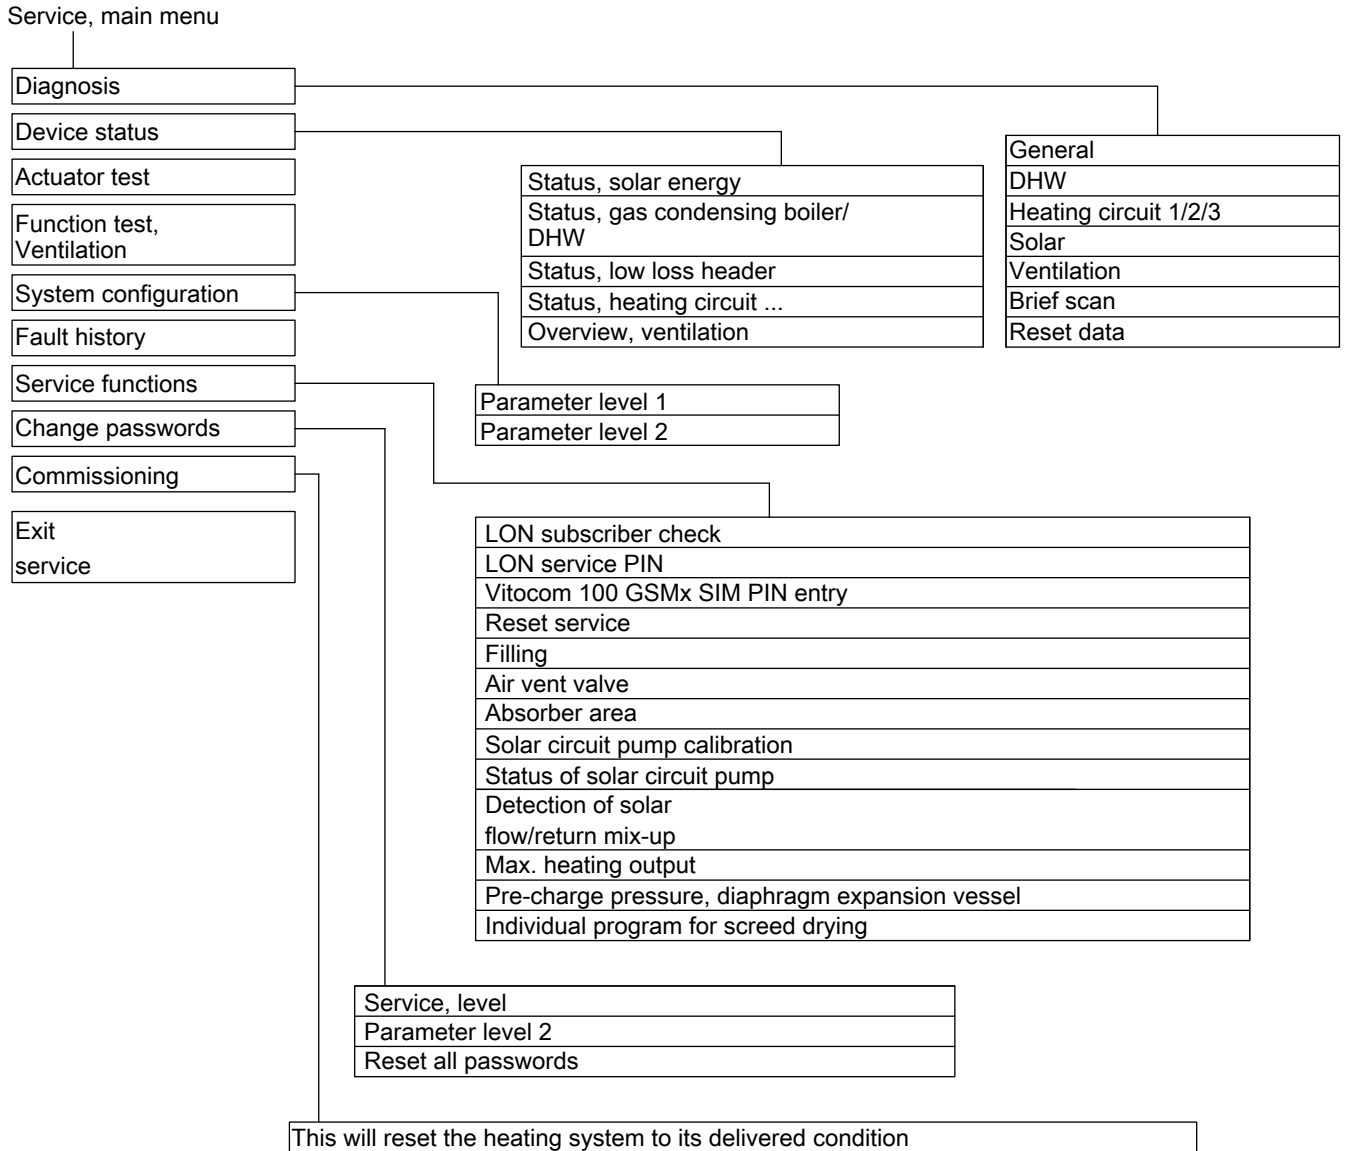 Service, main menu
Diagnosis
Device status
Actuator test
Function test,
Ventilation
System configuration
Fault history
Service functions
Change passwords
Commissioning
Exit
service
General
DHW
Heating circuit 1/2/3
Solar
Ventilation
Brief scan
Reset data
Status, solar energy
Status, gas condensing boiler/
DHW
Status, low loss header
Status, heating circuit ...
Overview, ventilation
Parameter level 1
Parameter level 2
LON subscriber check
LON service PIN
Vitocom 100 GSMx SIM PIN entry
Reset service
Filling
Air vent valve
Absorber area
Solar circuit pump calibration
Status of solar circuit pump
Detection of solar
flow/return mix-up
Max. heating output
Pre-charge pressure, diaphragm expansion vessel
Individual program for screed drying
Service, level
Parameter level 2
Reset all passwords
This will reset the heating system to its delivered condition